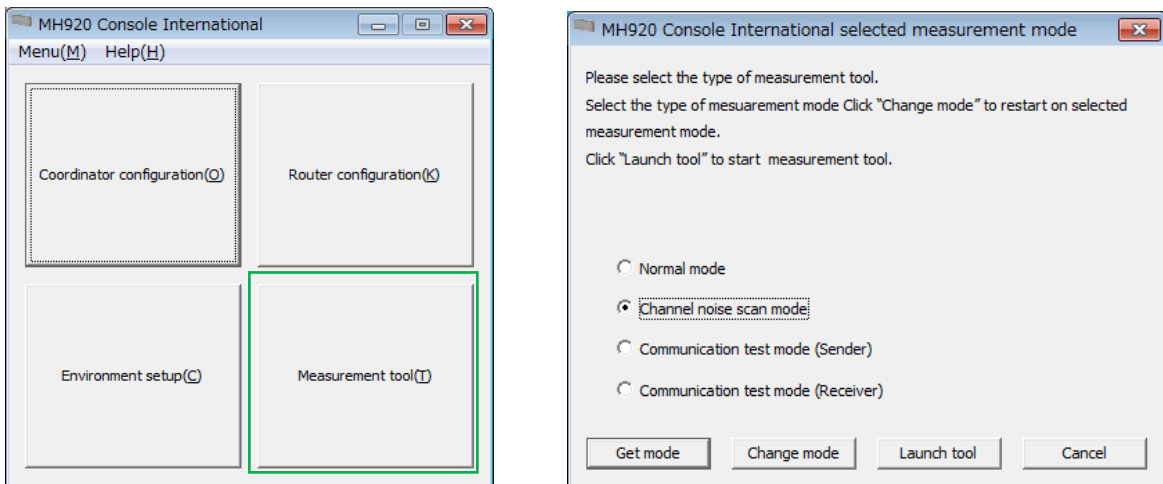 MH920 Console International
Menu(M) Help(H)
Coordinator configuration(O)
Router configuration(K)
Environment setup(C)
Measurement tool(T)
MH920 Console International selected measurement mode
Please select the type of measurement tool.
Select the type of mesuarement mode Click "Change mode" to restart on selected
measurement mode.
Click "Launch tool" to start measurement tool.
Normal mode
Channel noise scan mode
Communication test mode (Sender)
Communication test mode (Receiver)
Get mode
Change mode
Launch tool
Cancel